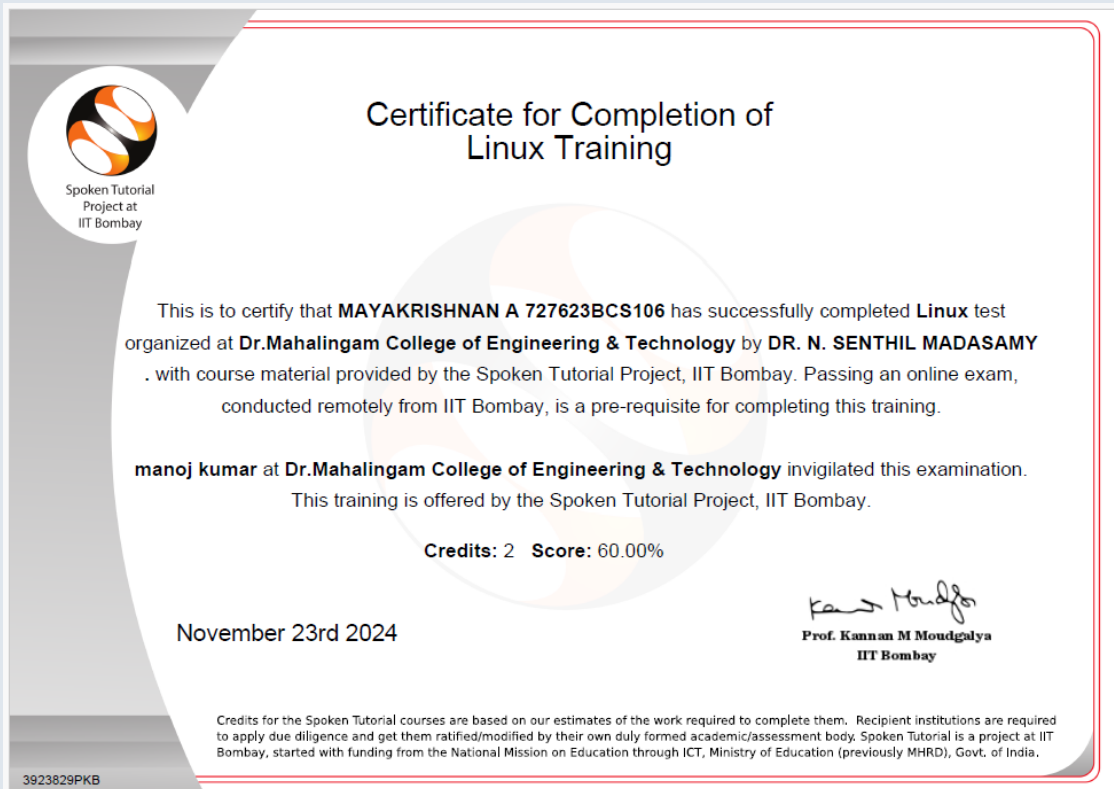 Spoken Tutorial
Project at
IIT Bombay
Certificate for Completion of
Linux Training
This is to certify that MAYAKRISHNAN A 727623BCS106 has successfully completed Linux test
organized at Dr.Mahalingam College of Engineering & Technology by DR. N. SENTHIL MADASAMY
. with course material provided by the Spoken Tutorial Project, IIT Bombay. Passing an online exam,
conducted remotely from IIT Bombay, is a pre-requisite for completing this training.
manoj kumar at Dr.Mahalingam College of Engineering & Technology invigilated this examination.
This training is offered by the Spoken Tutorial Project, IIT Bombay.
Credits: 2 Score: 60.00%
November 23rd 2024
Kannan Moudgalya
Prof. Kannan M Moudgalya
IIT Bombay
Credits for the Spoken Tutorial courses are based on our estimates of the work required to complete them. Recipient institutions are required
to apply due diligence and get them ratified/modified by their own duly formed academic/assessment body. Spoken Tutorial is a project at IIT
Bombay, started with funding from the National Mission on Education through ICT, Ministry of Education (previously MHRD), Govt. of India.
3923829PKB